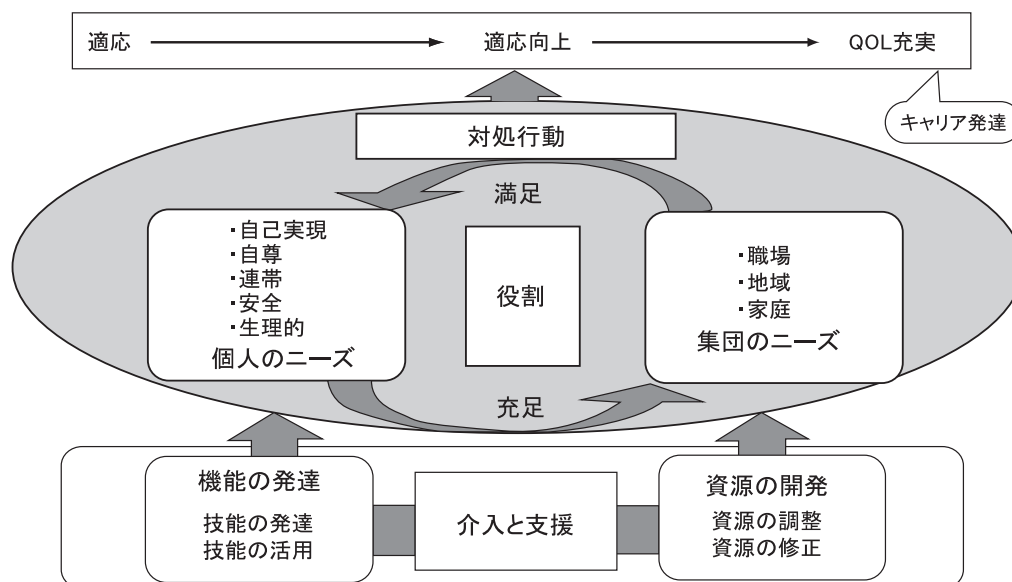 適応
適応向上
QOL充実
キャリア発達
対処行動
満足
・自己実現
・自尊
・連帯
・安全
・生理的
個人のニーズ
役割
・職場
・地域
・家庭
集団のニーズ
充足
機能の発達
技能の発達
技能の活用
介入と支援
資源の開発
資源の調整
資源の修正